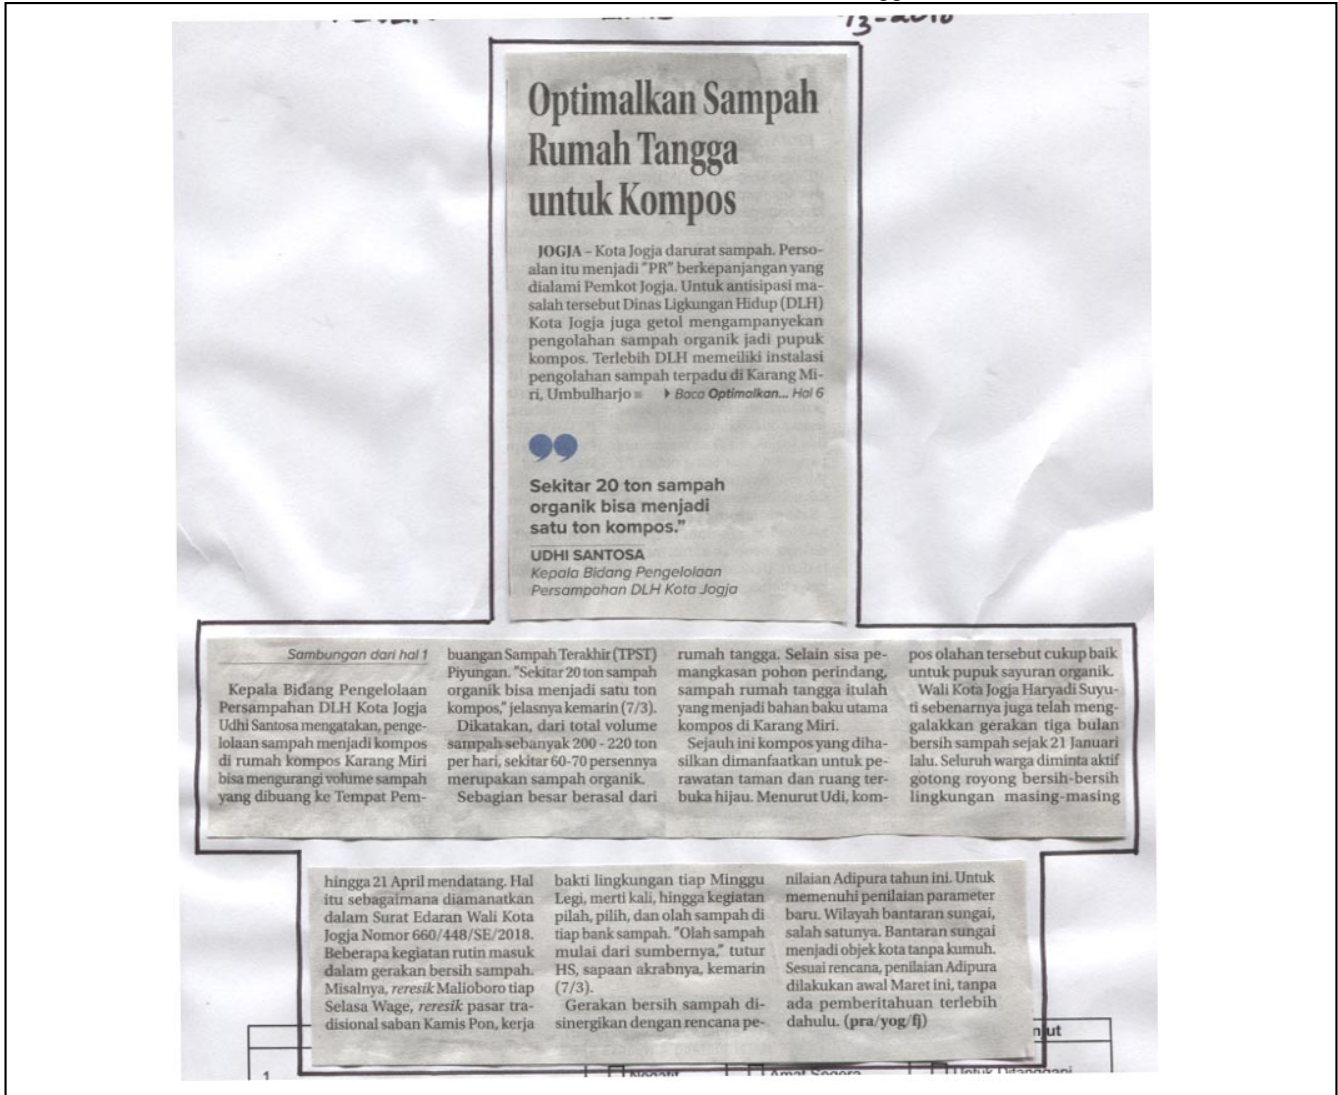 Optimalkan Sampah
Rumah Tangga
untuk Kompos
JOGJA – Kota Jogja darurat sampah. Perso-
alan itu menjadi "PR" berkepanjangan yang
dialami Pemkot Jogja. Untuk antisipasi ma-
salah tersebut Dinas Ligkungan Hidup (DLH)
Kota Jogja juga getol mengampanyekan
pengolahan sampah organik jadi pupuk
kompos. Terlebih DLH memeiliki instalasi
pengolahan sampah terpadu di Karang Mi-
ri, Umbulharjo
Baca Optimalkan... Hal 6
Sekitar 20 ton sampah
organik bisa menjadi
satu ton kompos."
UDHI SANTOSA
Kepala Bidang Pengelolaan
Persampahan DLH Kota Jogja
Sambungan dari hal 1
Kepala Bidang Pengelolaan
Persampahan DLH Kota Jogja
Udhi Santosa mengatakan, penge-
lolaan sampah menjadi kompos
di rumah kompos Karang Miri
bisa mengurangi volume sampah
yang dibuang ke Tempat Pem-
buangan Sampah Terakhir (TPST)
Piyungan. "Sekitar 20 ton sampah
organik bisa menjadi satu ton
kompos," jelasnya kemarin (7/3).
Dikatakan, dari total volume
sampah sebanyak 200 - 220 ton
per hari, sekitar 60-70 persennya
merupakan sampah organik.
Sebagian besar berasal dari
rumah tangga. Selain sisa pe-
mangkasan pohon perindang,
sampah rumah tangga itulah
yang menjadi bahan baku utama
kompos di Karang Miri.
Sejauh ini kompos yang diha-
silkan dimanfaatkan untuk pe-
rawatan taman dan ruang ter-
buka hijau. Menurut Udi, kom-
pos olahan tersebut cukup baik
untuk pupuk sayuran organik.
Wali Kota Jogja Haryadi Suyu-
ti sebenarnya juga telah meng-
galakkan gerakan tiga bulan
bersih sampah sejak 21 Januari
lalu. Seluruh warga diminta aktif
gotong royong bersih-bersih
lingkungan masing-masing
hingga 21 April mendatang. Hal
itu sebagaimana diamanatkan
dalam Surat Edaran Wali Kota
Jogja Nomor 660/448/SE/2018.
Beberapa kegiatan rutin masuk
dalam gerakan bersih sampah.
Misalnya, reresik Malioboro tiap
Selasa Wage, reresik pasar tra-
disional saban Kamis Pon, kerja
bakti lingkungan tiap Minggu
Legi, merti kali, hingga kegiatan
pilah, pilih, dan olah sampah di
tiap bank sampah. "Olah sampah
mulai dari sumbernya," tutur
HS, sapaan akrabnya, kemarin
(7/3).
Gerakan bersih sampah di-
sinergikan dengan rencana pe-
nilaian Adipura tahun ini. Untuk
memenuhi penilaian parameter
baru. Wilayah bantaran sungai,
salah satunya. Bantaran sungai
menjadi objek kota tanpa kumuh.
Sesuai rencana, penilaian Adipura
dilakukan awal Maret ini, tanpa
ada pemberitahuan terlebih
dahulu. (pra/yog/fj)